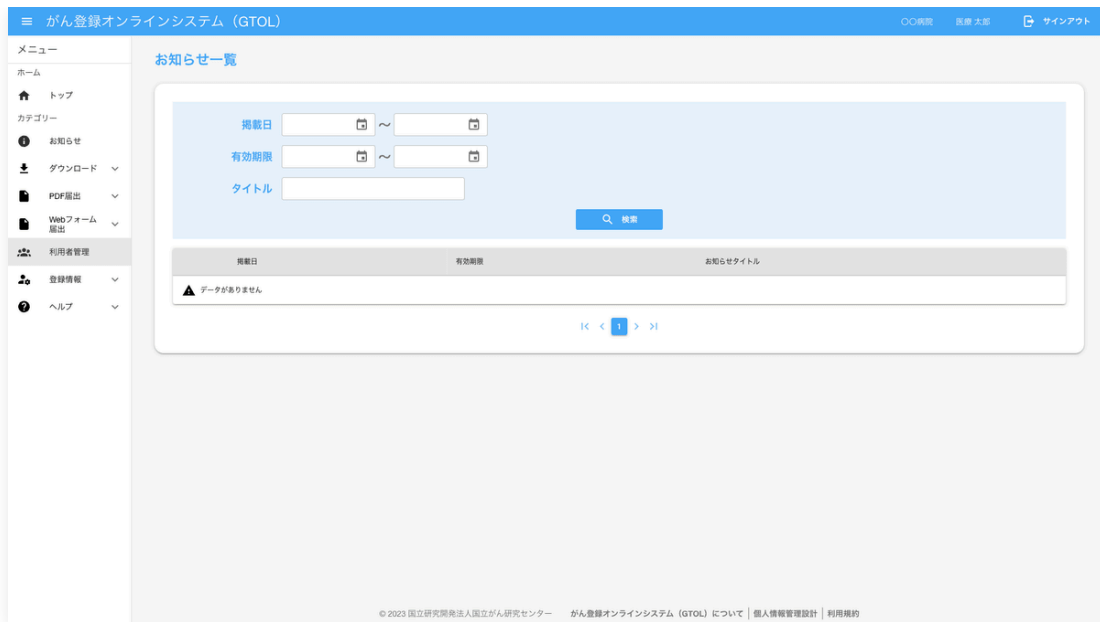 がん登録オンラインシステム（GTOL）
〇〇病院 医療 太郎 サインアウト
メニュー
ホーム
トップ
カテゴリー
お知らせ
ダウンロード
PDF届出
Webフォーム
届出
利用者管理
登録情報
ヘルプ
お知らせ一覧
掲載日 ～
有効期限 ～
タイトル
検索
掲載日 有効期限 お知らせタイトル
データがありません
1
© 2023 国立研究開発法人国立がん研究センター がん登録オンラインシステム（GTOL）について 個人情報管理設計 利用規約